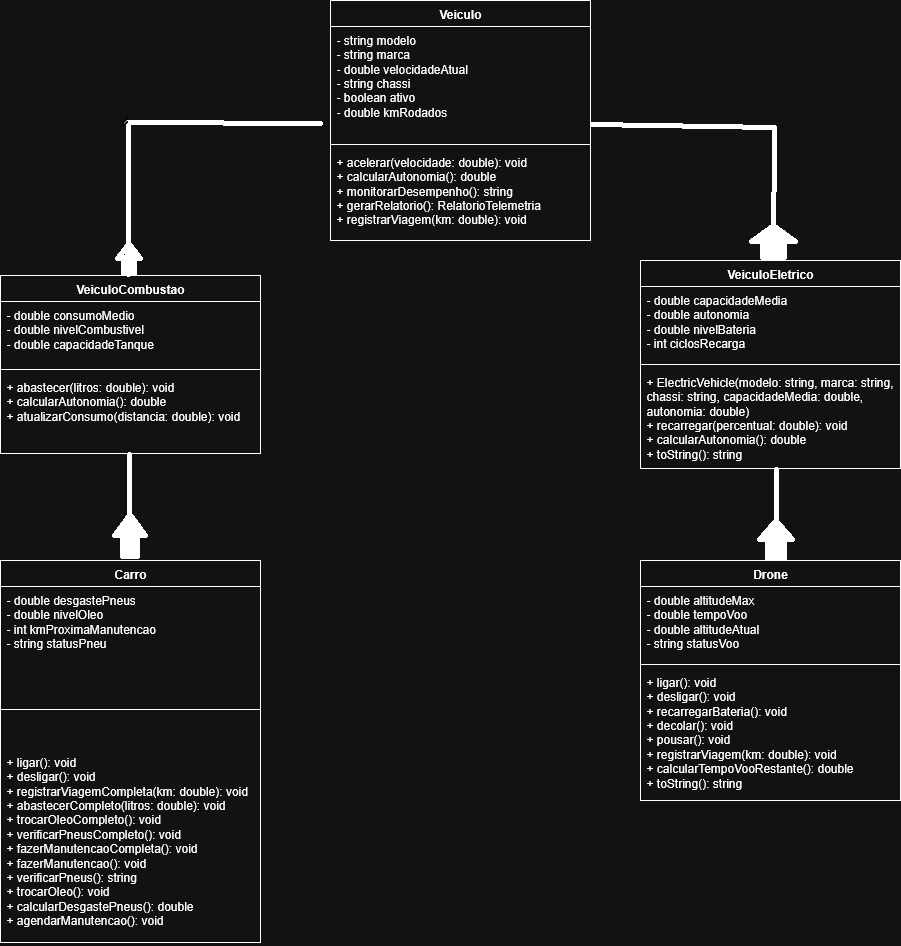 Veiculo
- string modelo
- string marca
- double velocidadeAtual
- string chassi
- boolean ativo
- double kmRodados
+ acelerar(velocidade: double): void
+ calcularAutonomia(): double
+ monitorarDesempenho(): string
+ gerarRelatorio(): RelatorioTelemetria
+ registrarViagem(km: double): void
VeiculoCombustao
- double consumoMedio
- double nivelCombustivel
- double capacidadeTanque
+ abastecer(litros: double): void
+ calcularAutonomia(): double
+ atualizarConsumo(distancia: double): void
VeiculoEletrico
- double capacidadeMedia
- double autonomia
- double nivelBateria
- int ciclosRecarga
+ ElectricVehicle(modelo: string, marca: string,
chassi: string, capacidadeMedia: double,
autonomia: double)
+ recarregar(percentual: double): void
+ calcularAutonomia(): double
+ toString(): string
Carro
- double desgastePneus
- double nivelOleo
- int kmProximaManutencao
- string statusPneu
+ ligar(): void
+ desligar(): void
+ registrarViagemCompleta(km: double): void
+ abastecerCompleto(litros: double): void
+ trocarOleoCompleto(): void
+ verificarPneusCompleto(): void
+ fazerManutencaoCompleta(): void
+ fazerManutencao(): void
+ verificarPneus(): string
+ trocarOleo(): void
+ calcularDesgastePneus(): double
+ agendarManutencao(): void
Drone
- double altitudeMax
- double tempoVoo
- double altitudeAtual
- string statusVoo
+ ligar(): void
+ desligar(): void
+ recarregarBateria(): void
+ decolar(): void
+ pousar(): void
+ registrarViagem(km: double): void
+ calcularTempoVooRestante(): double
+ toString(): string